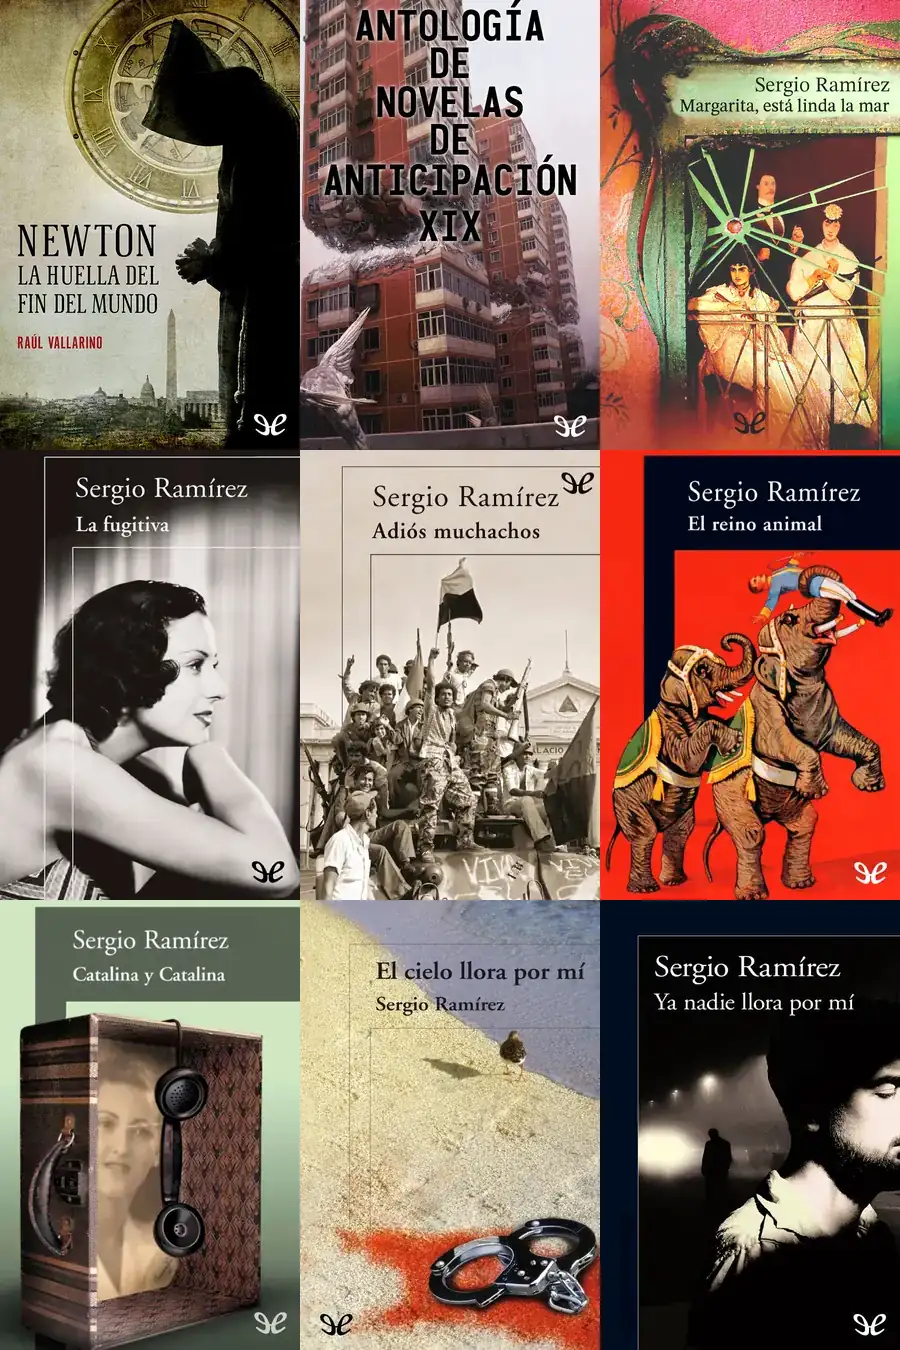 NEWTON
LA HUELLA DEL
FIN DEL MUNDO
RAÚL VALLARINO
ANTOLOGÍA
DE
NOVELAS
DE
ANTICIPACIÓN
XIX
Sergio Ramírez
Margarita, está linda la mar
Sergio Ramírez
La fugitiva
Sergio Ramírez
Adiós muchachos
Sergio Ramírez
El reino animal
Sergio Ramírez
Catalina y Catalina
El cielo llora por mí
Sergio Ramírez
Sergio Ramírez
Ya nadie llora por mí